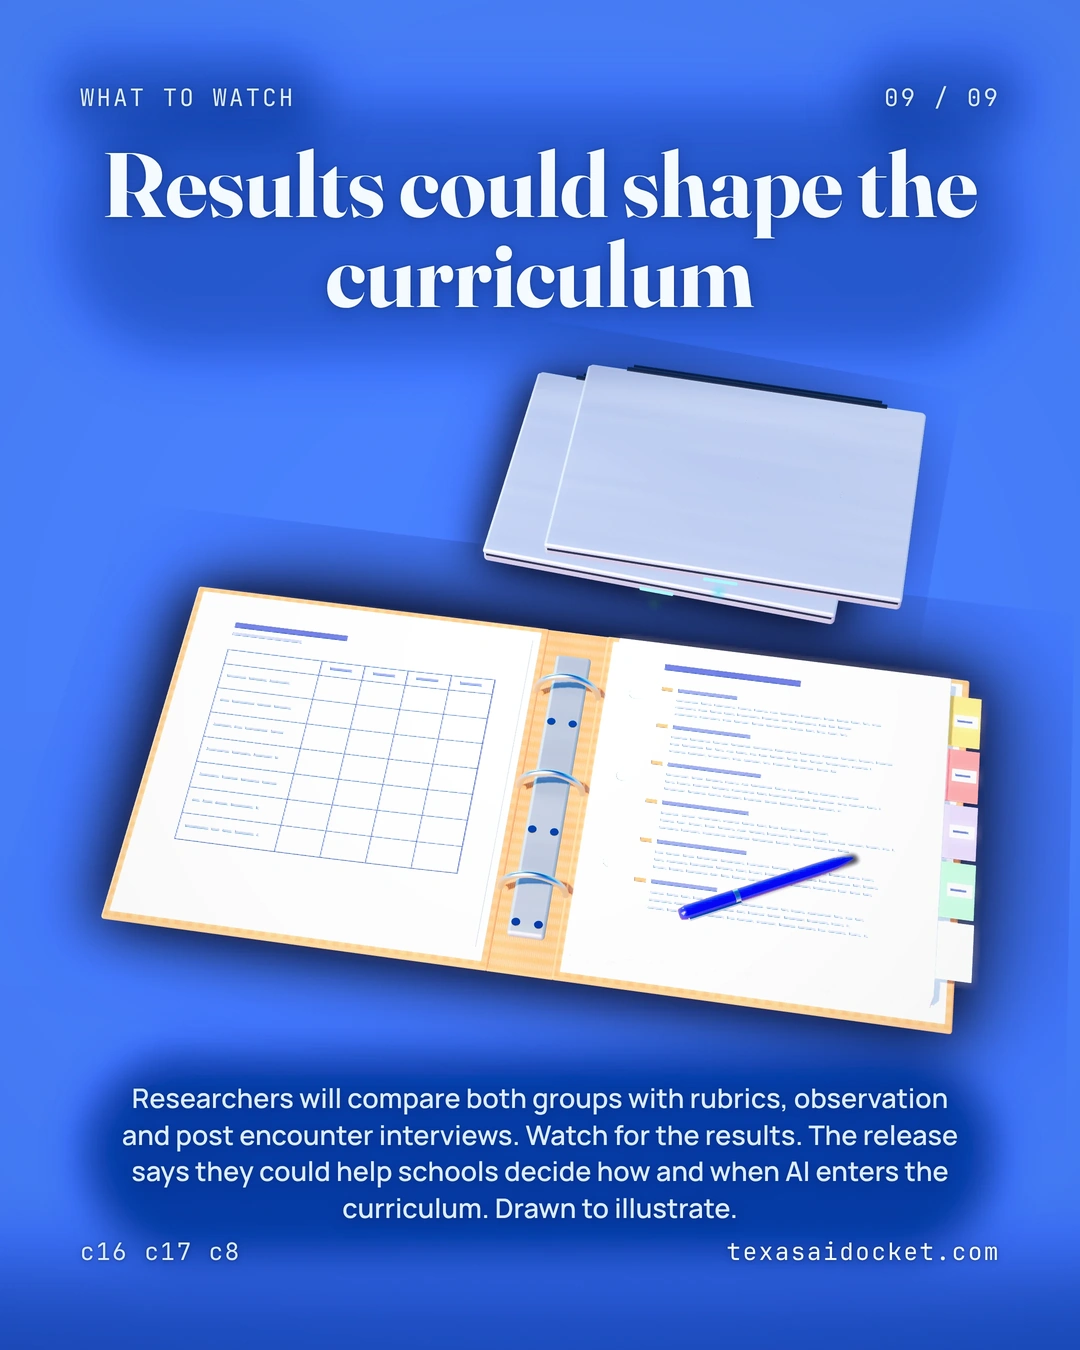 WHAT TO WATCH
09 / 09
Results could shape the
curriculum
Researchers will compare both groups with rubrics, observation
and post encounter interviews. Watch for the results. The release
says they could help schools decide how and when AI enters the
curriculum. Drawn to illustrate.
c16 c17 c8
texasaidocket.com